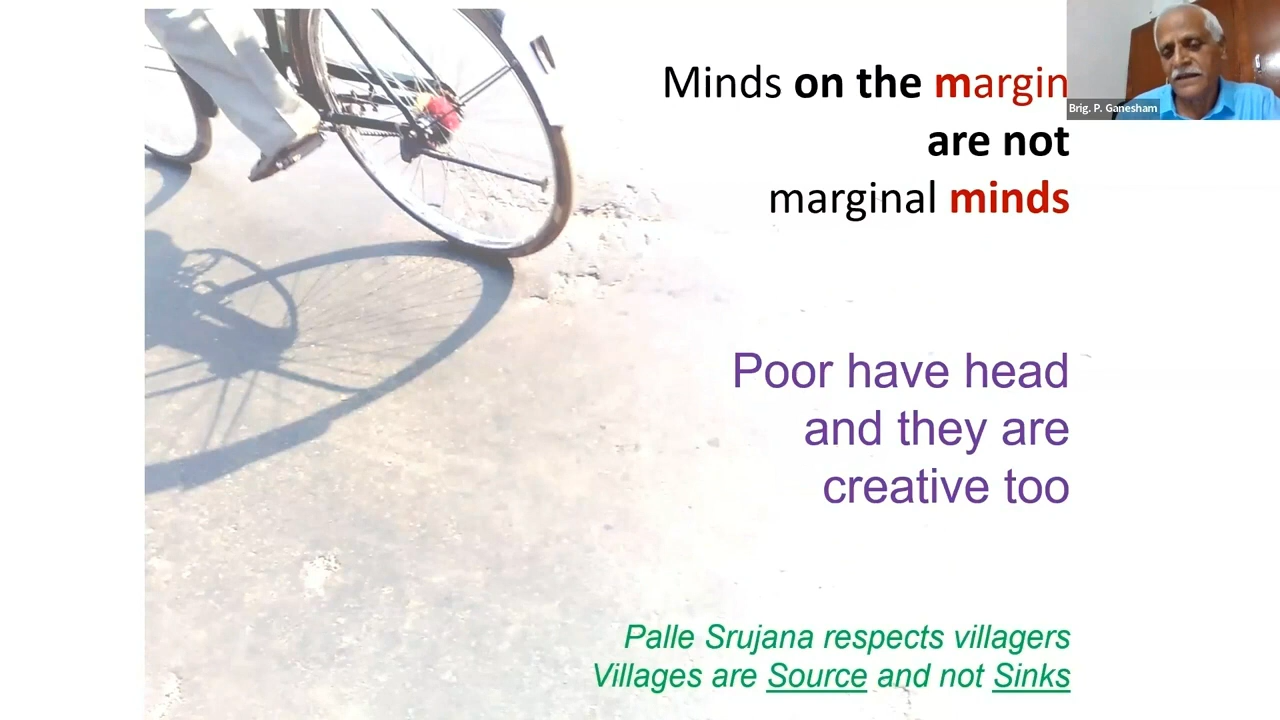 Minds on the margin
are not
marginal minds
Brig. P. Ganesham
Poor have head
and they are
creative too
Palle Srujana respects villagers
Villages are Source and not Sinks